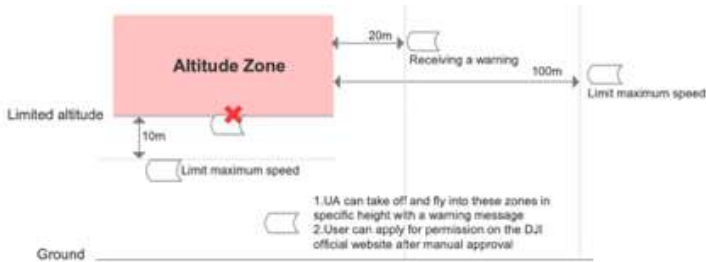 20m
Receiving a warning
Altitude Zone
100m
Limit maximum speed
Limited altitude
10m
Limit maximum speed
1.UA can take off and fly into these zones in
specific height with a warning message
2.User can apply for permission on the DJI
official website after manual approval
Ground